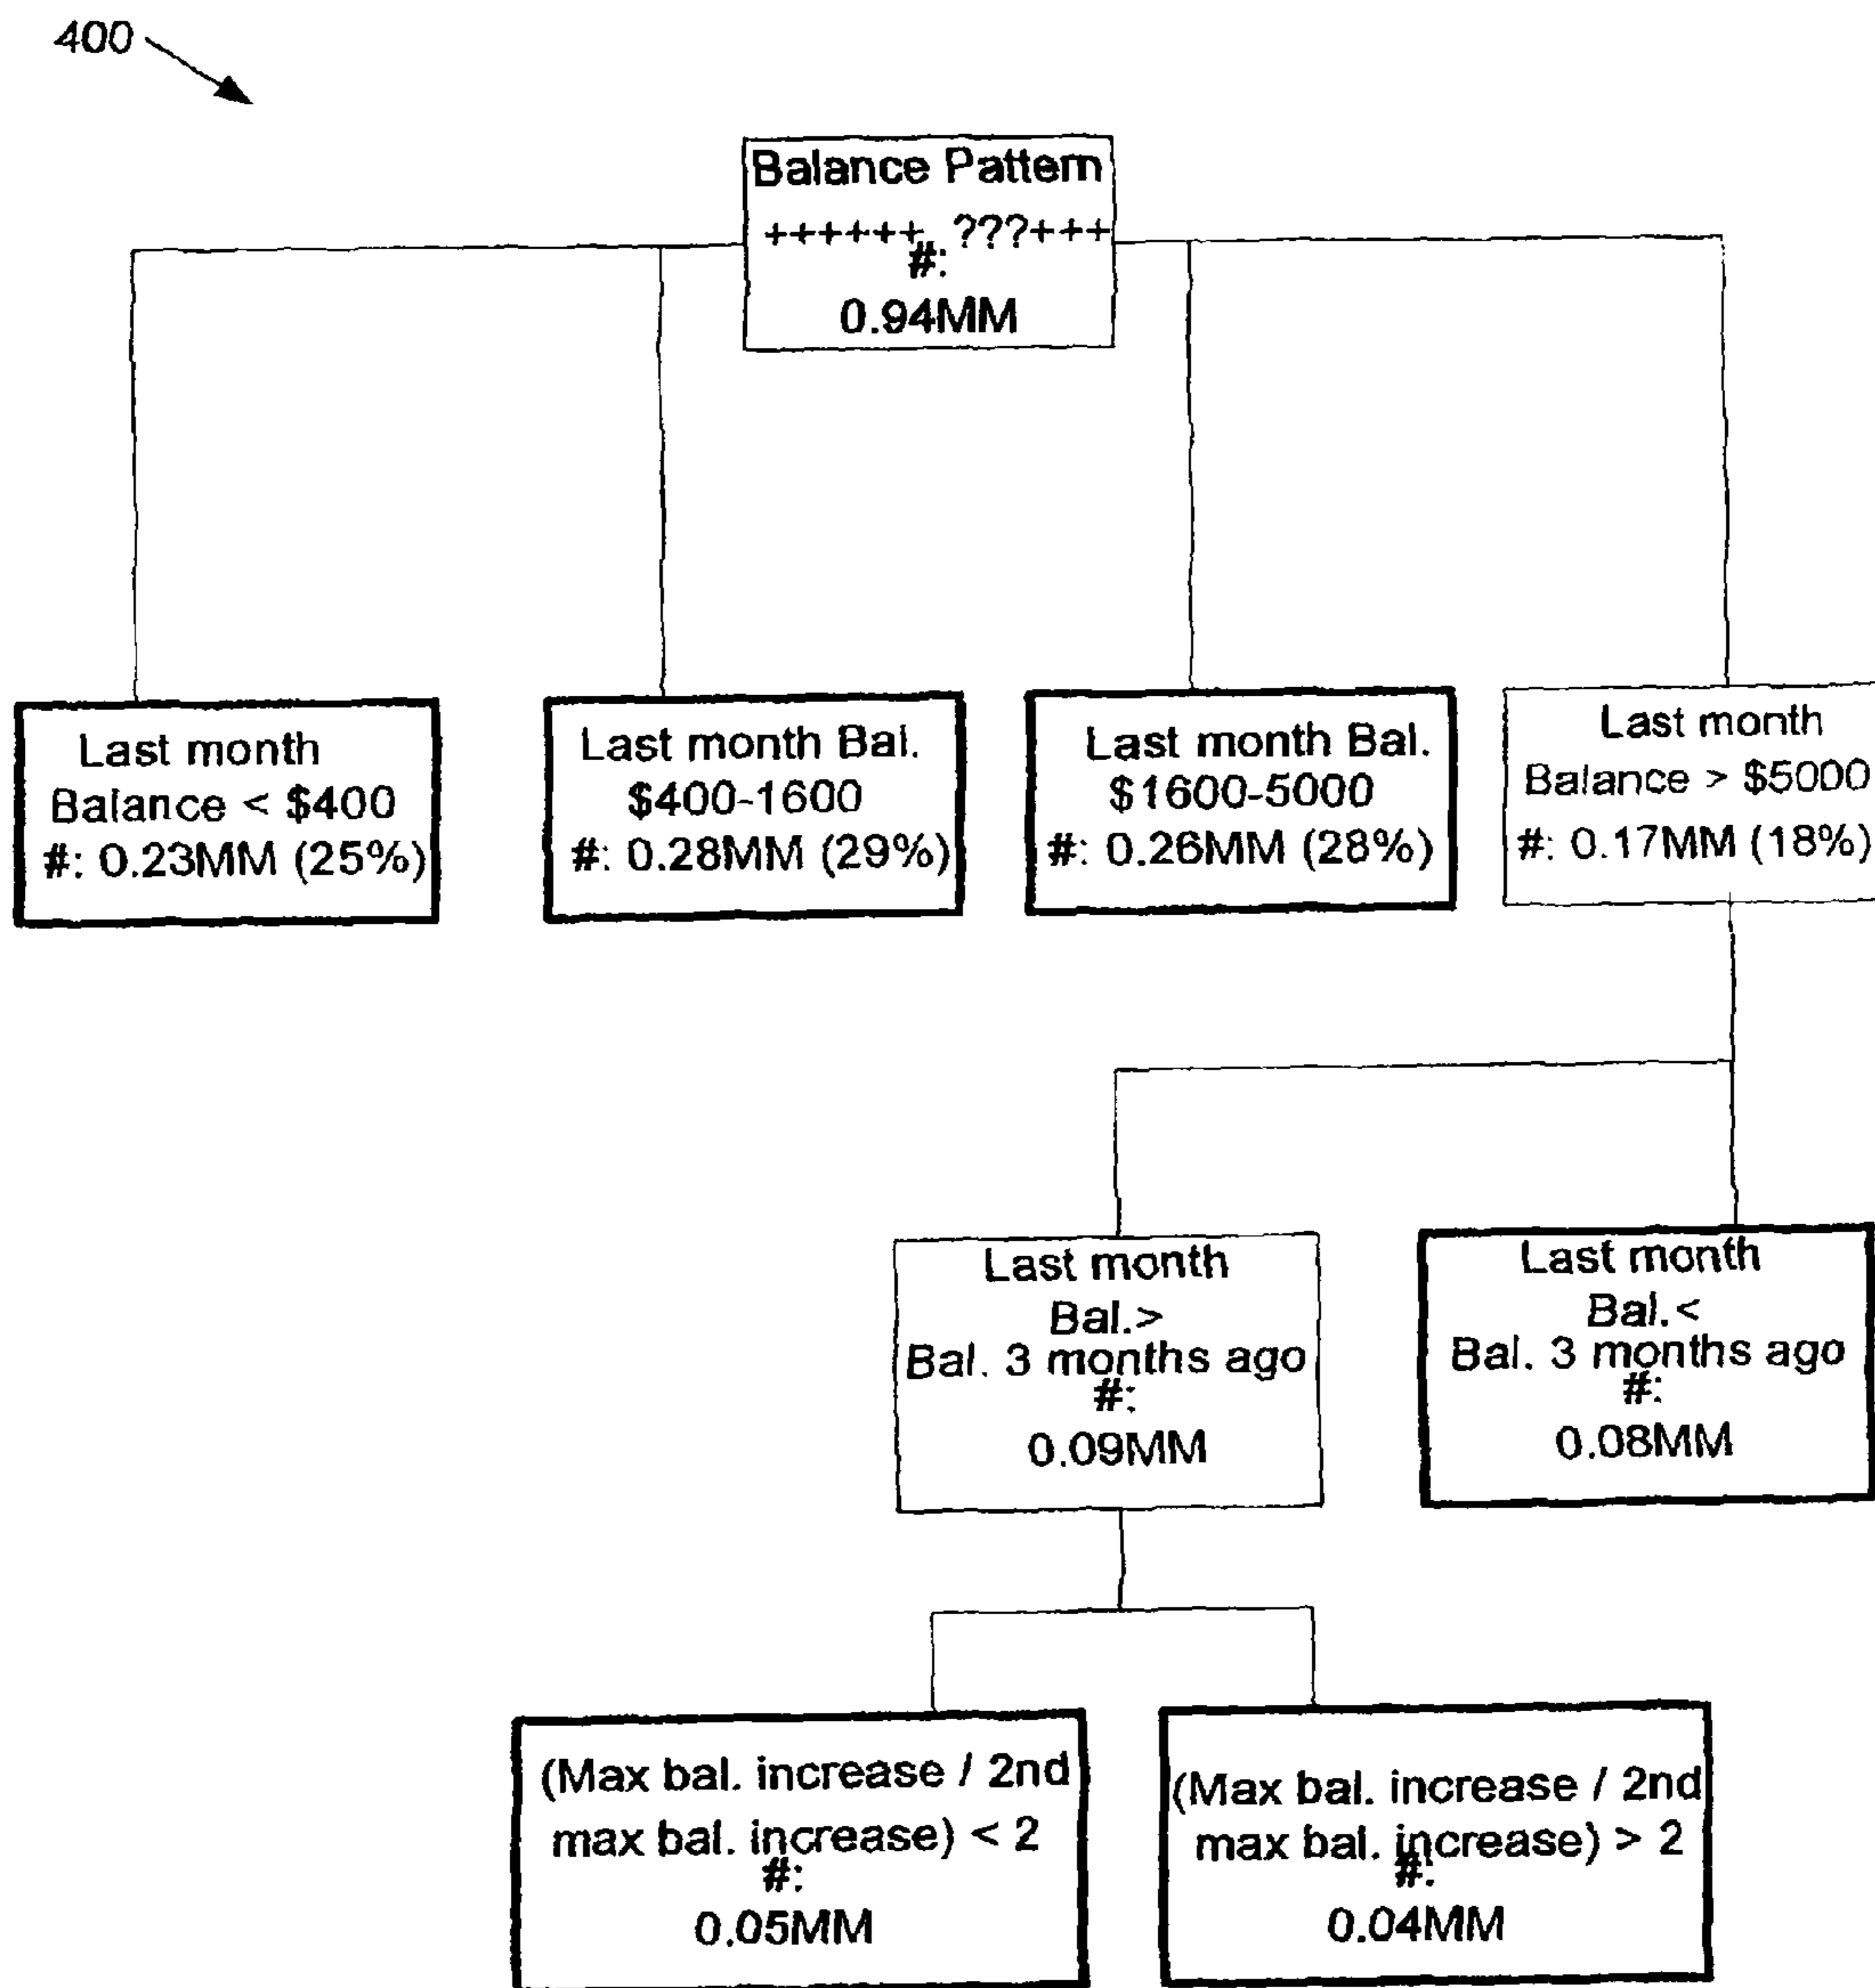 400
Balance Pattern
++++++, ???+++
#:
0.94MM
Last month
Balance < $400
#: 0.23MM (25%)
Last month Bal.
$400-1600
#: 0.28MM (29%)
Last month Bal.
$1600-5000
#: 0.26MM (28%)
Last month
Balance > $5000
#: 0.17MM (18%)
Last month
Bal.>
Bal. 3 months ago
#:
0.09MM
Last month
Bal.<
Bal. 3 months ago
#:
0.08MM
(Max bal. increase / 2nd
max bal. increase) < 2
#:
0.05MM
(Max bal. increase / 2nd
max bal. increase) > 2
#:
0.04MM